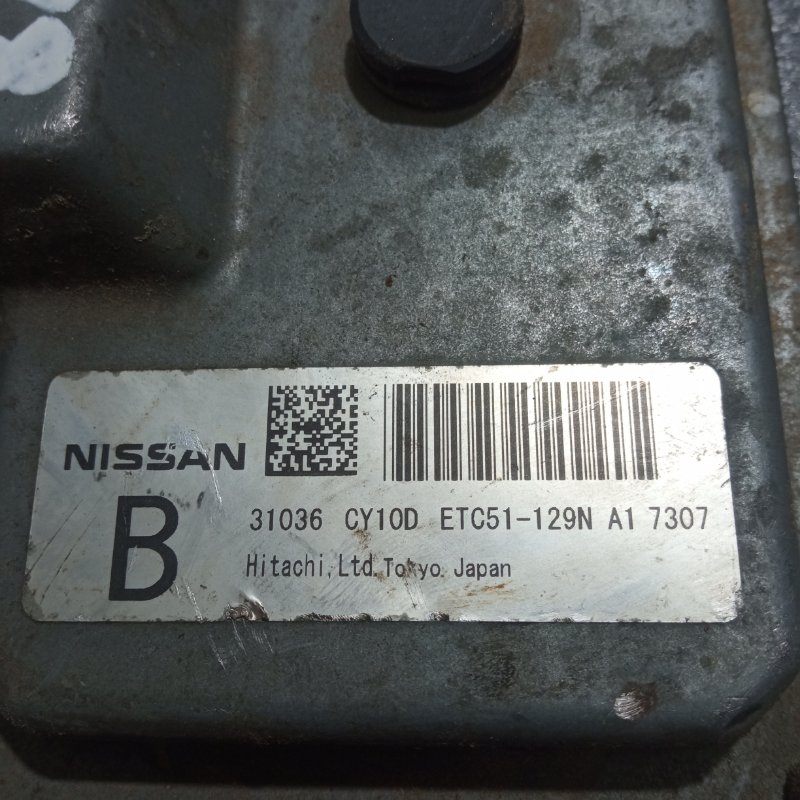 NISSAN
B
31036 CY10D ETC51-129N A1 7307
Hitachi, Ltd. Tokyo. Japan